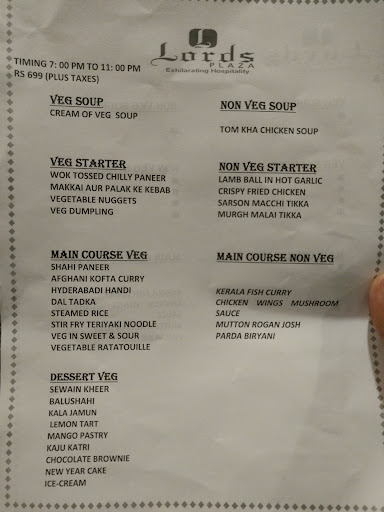 Lords
PLAZA
Exhilarating Hospitality
TIMING 7: 00 PM TO 11: 00 PM
RS 699 (PLUS TAXES)
VEG SOUP
CREAM OF VEG SOUP
NON VEG SOUP
TOM KHA CHICKEN SOUP
VEG STARTER
WOK TOSSED CHILLY PANEER
MAKKAI AUR PALAK KE KEBAB
VEGETABLE NUGGETS
VEG DUMPLING
NON VEG STARTER
LAMB BALL IN HOT GARLIC
CRISPY FRIED CHICKEN
SARSON MACCHI TIKKA
MURGH MALAI TIKKA
MAIN COURSE VEG
SHAHI PANEER
AFGHANI KOFTA CURRY
HYDERABADI HANDI
DAL TADKA
STEAMED RICE
STIR FRY TERIYAKI NOODLE
VEG IN SWEET & SOUR
VEGETABLE RATATOUILLE
MAIN COURSE NON VEG
KERALA FISH CURRY
CHICKEN WINGS MUSHROOM
SAUCE
MUTTON ROGAN JOSH
PARDA BIRYANI
DESSERT VEG
SEWAIN KHEER
BALUSHAHI
KALA JAMUN
LEMON TART
MANGO PASTRY
KAJU KATRI
CHOCOLATE BROWNIE
NEW YEAR CAKE
ICE-CREAM